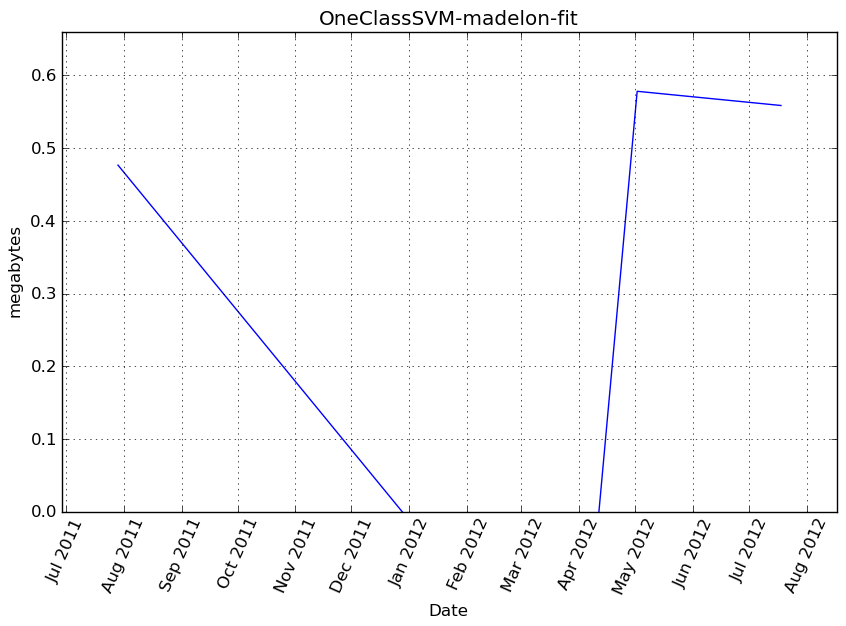 OneClassSVM-madelon-fit
0.6
0.5
0.4
0.3
0.2
0.1
0.0
megabytes
Jul 2011
Aug 2011
Sep 2011
Oct 2011
Nov 2011
Dec 2011
Jan 2012
Feb 2012
Mar 2012
Apr 2012
May 2012
Jun 2012
Jul 2012
Aug 2012
Date